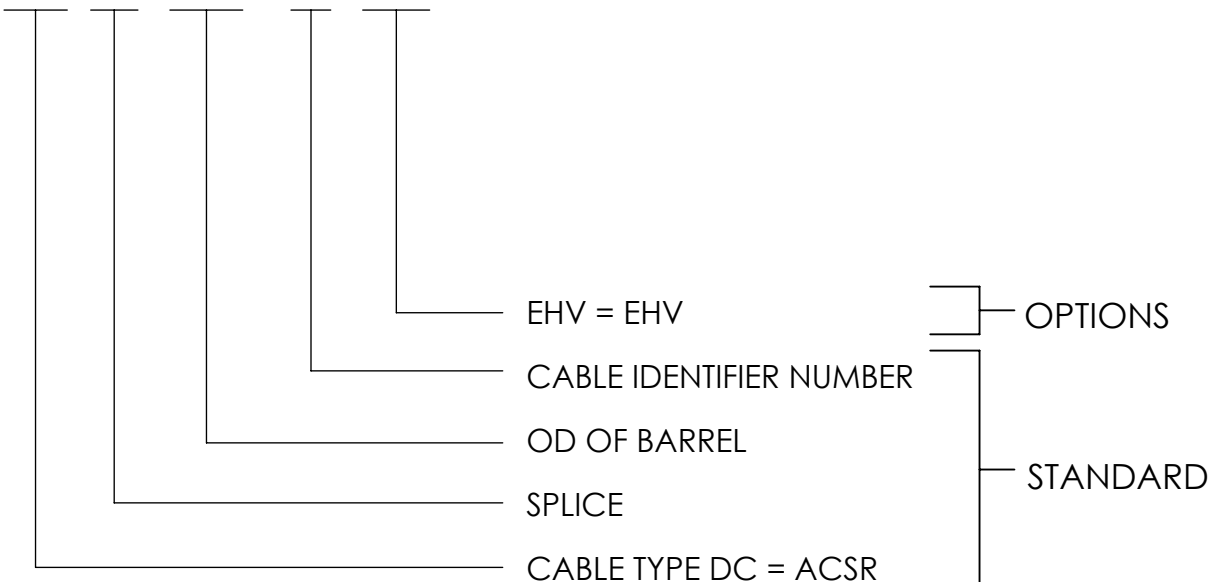 EHV = EHV
OPTIONS
CABLE IDENTIFIER NUMBER
OD OF BARREL
STANDARD
SPLICE
CABLE TYPE DC = ACSR